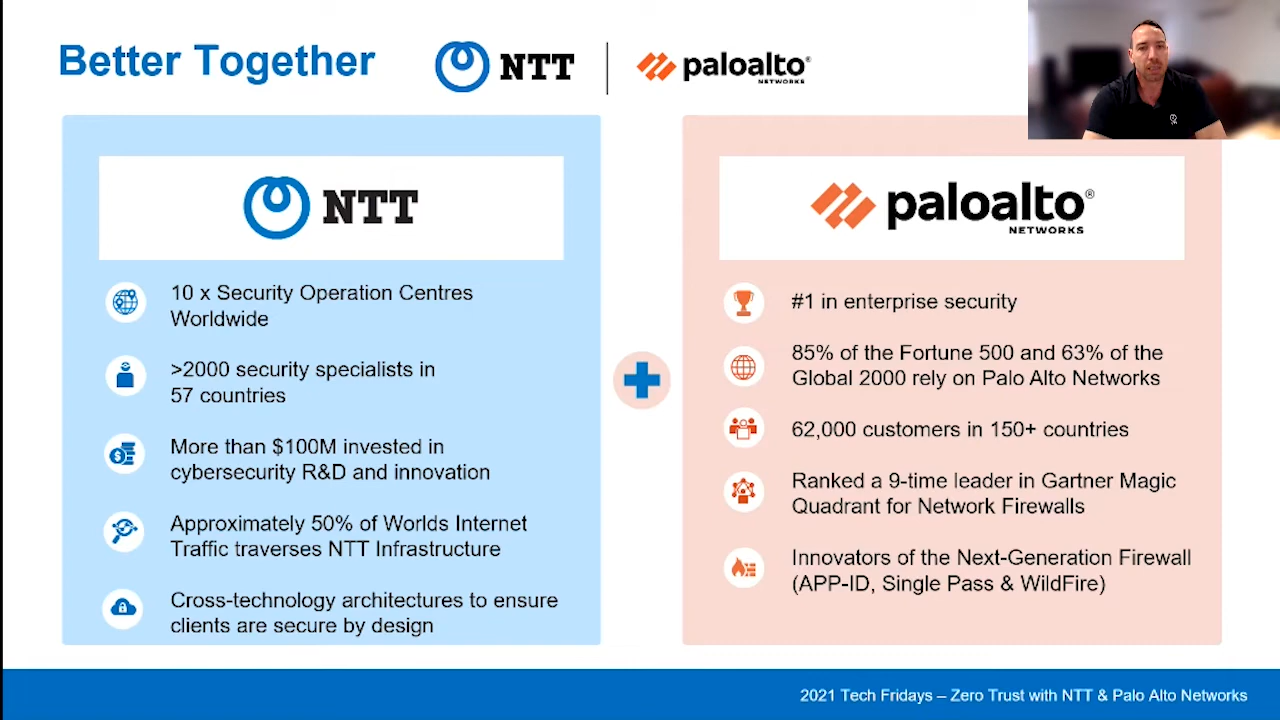 Better Together
NTT
paloalto®
NETWORKS
NTT
10 x Security Operation Centres
Worldwide
>2000 security specialists in
57 countries
More than $100M invested in
cybersecurity R&D and innovation
Approximately 50% of Worlds Internet
Traffic traverses NTT Infrastructure
Cross-technology architectures to ensure
clients are secure by design
paloalto®
NETWORKS
#1 in enterprise security
85% of the Fortune 500 and 63% of the
Global 2000 rely on Palo Alto Networks
62,000 customers in 150+ countries
Ranked a 9-time leader in Gartner Magic
Quadrant for Network Firewalls
Innovators of the Next-Generation Firewall
(APP-ID, Single Pass & WildFire)
2021 Tech Fridays – Zero Trust with NTT & Palo Alto Networks